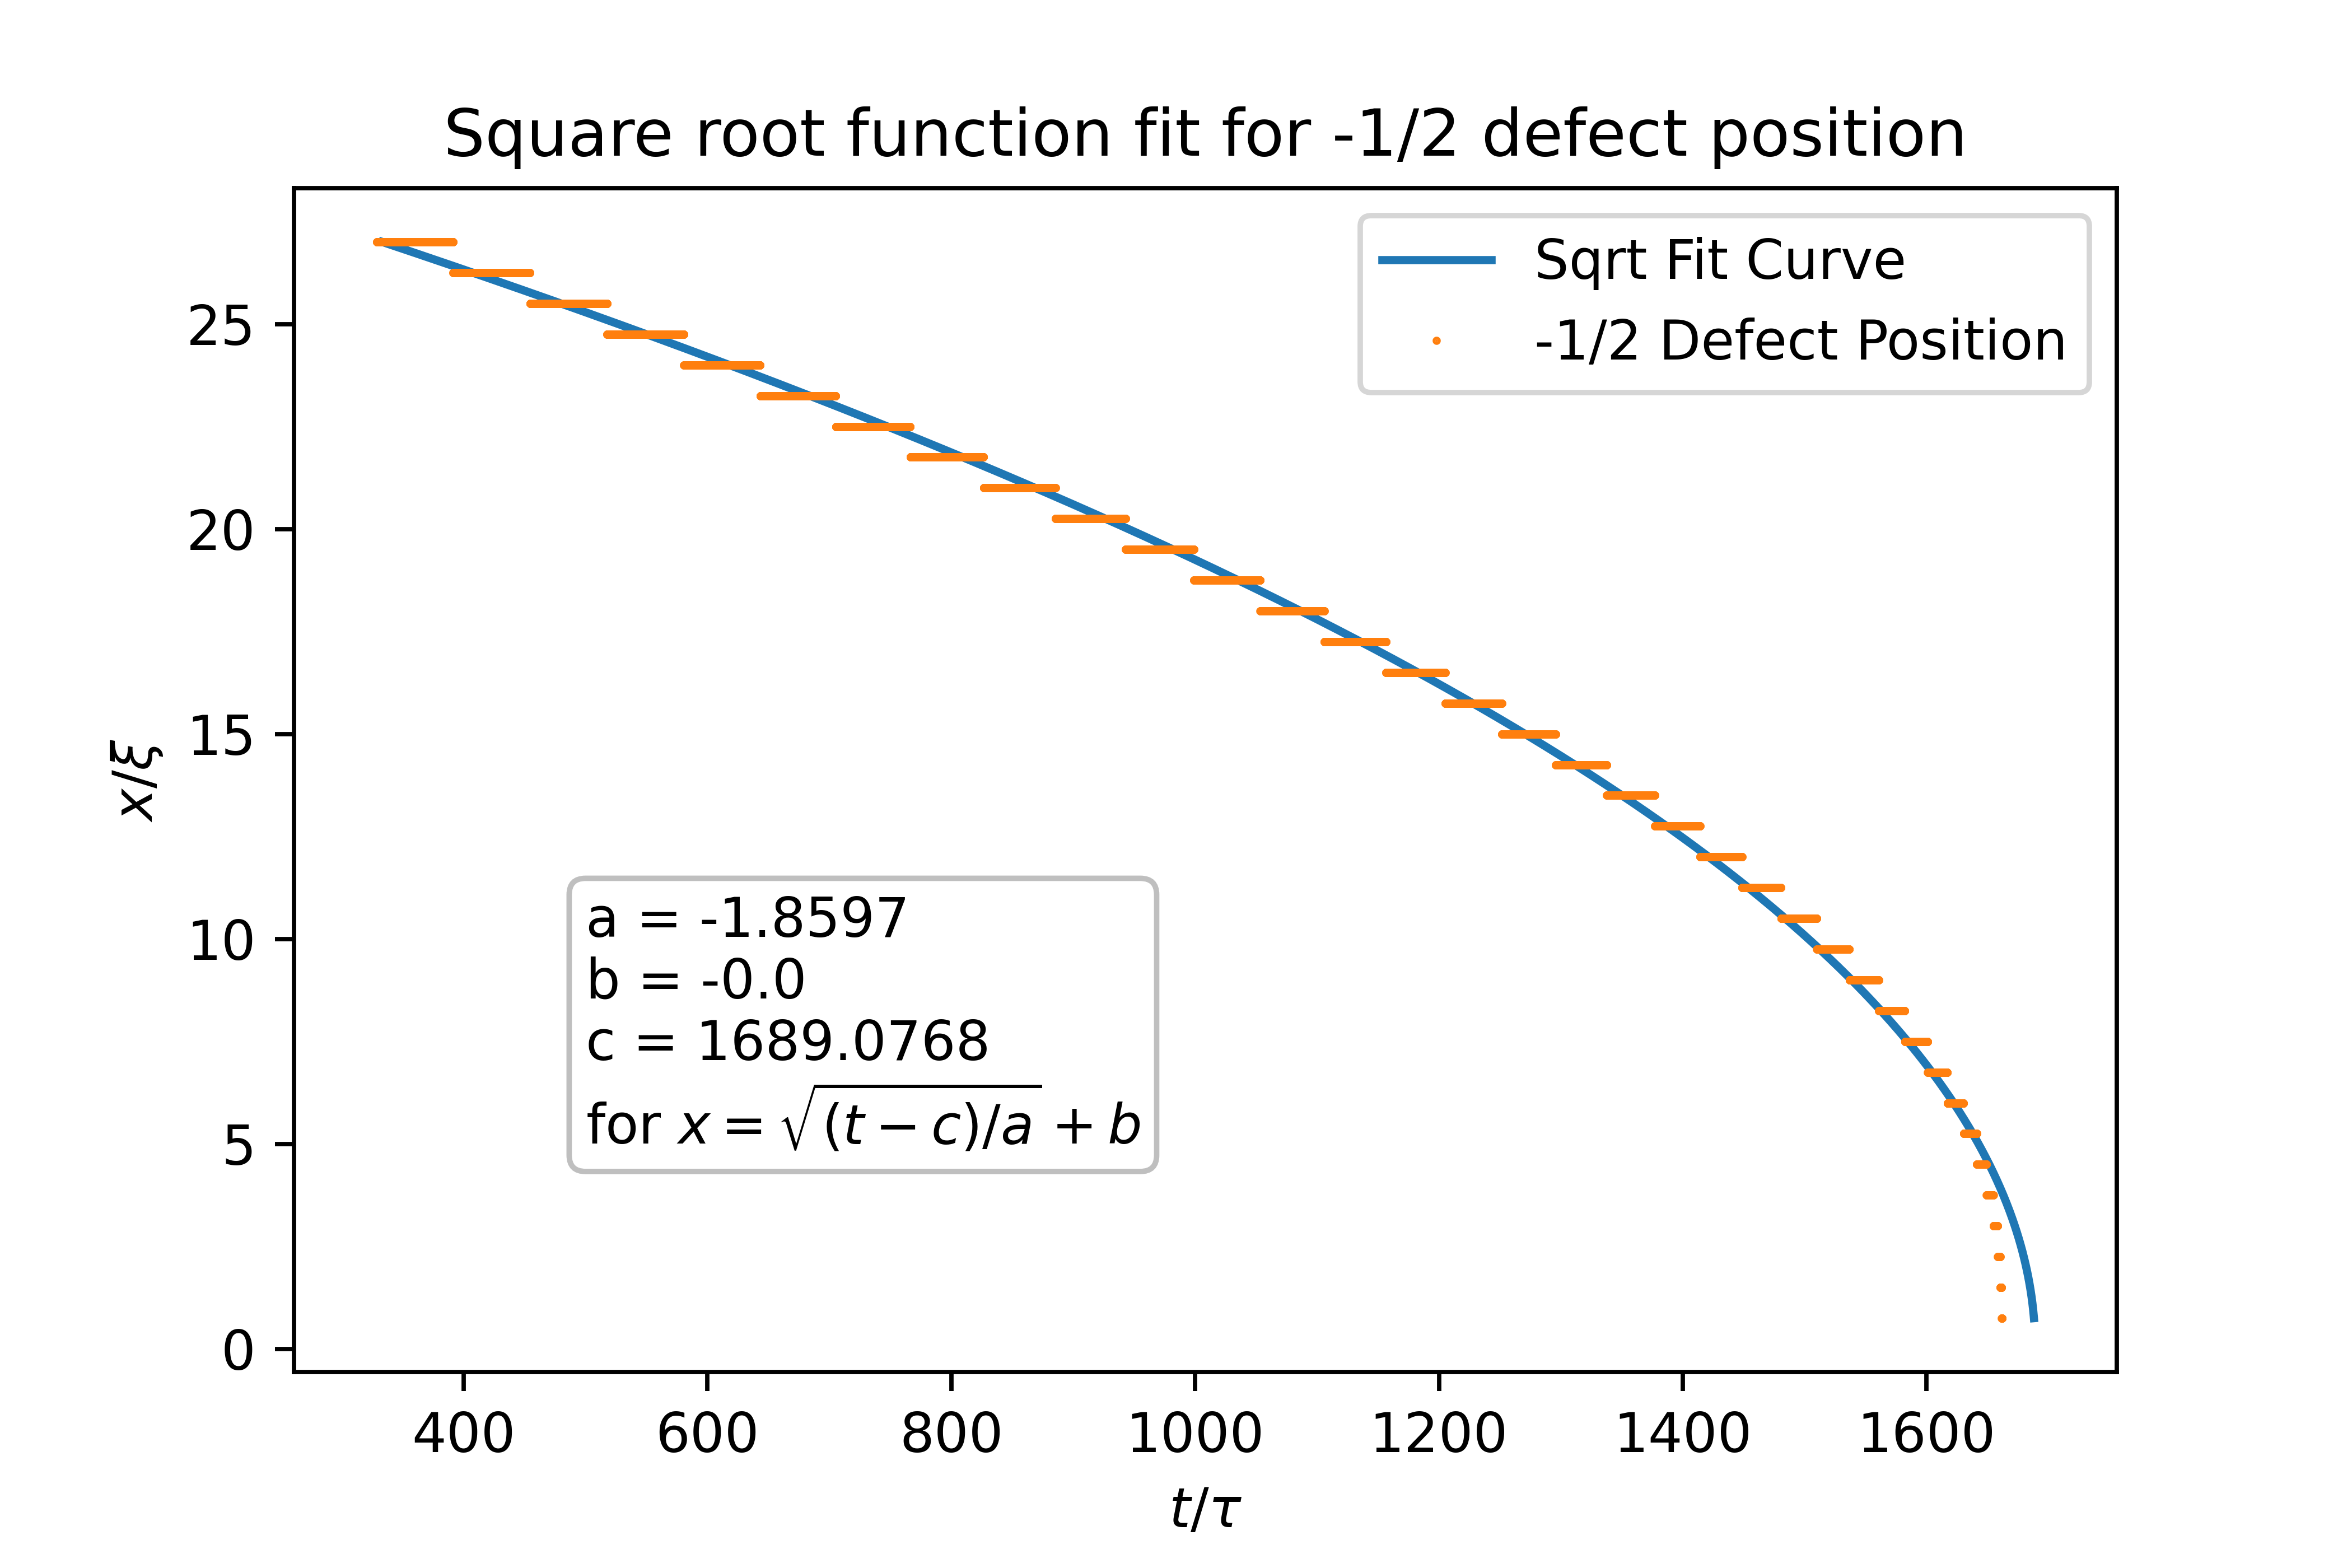 Square root function fit for -1/2 defect position
Sqrt Fit Curve
-1/2 Defect Position
25
20
15
10
5
0
x/ξ
a = -1.8597
b = -0.0
c = 1689.0768
for x = √(t − c)/a + b
400 600 800 1000 1200 1400 1600
t/τ